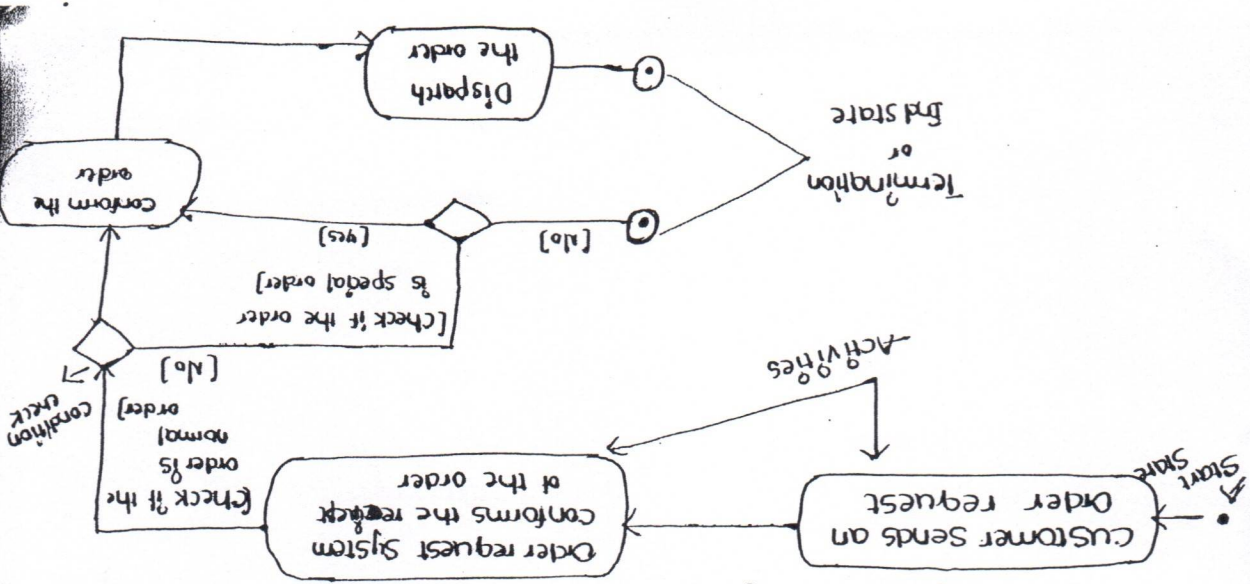 Start
State
Customer Sends an
Order request
Activities
Order request System
conforms the reciept
of the order
[Check if the
order is
normal
order]
condition
check
[No]
[Check if the order
is special order]
[Yes]
[No]
conform the
order
Dispatch
the order
Termination
or
End State